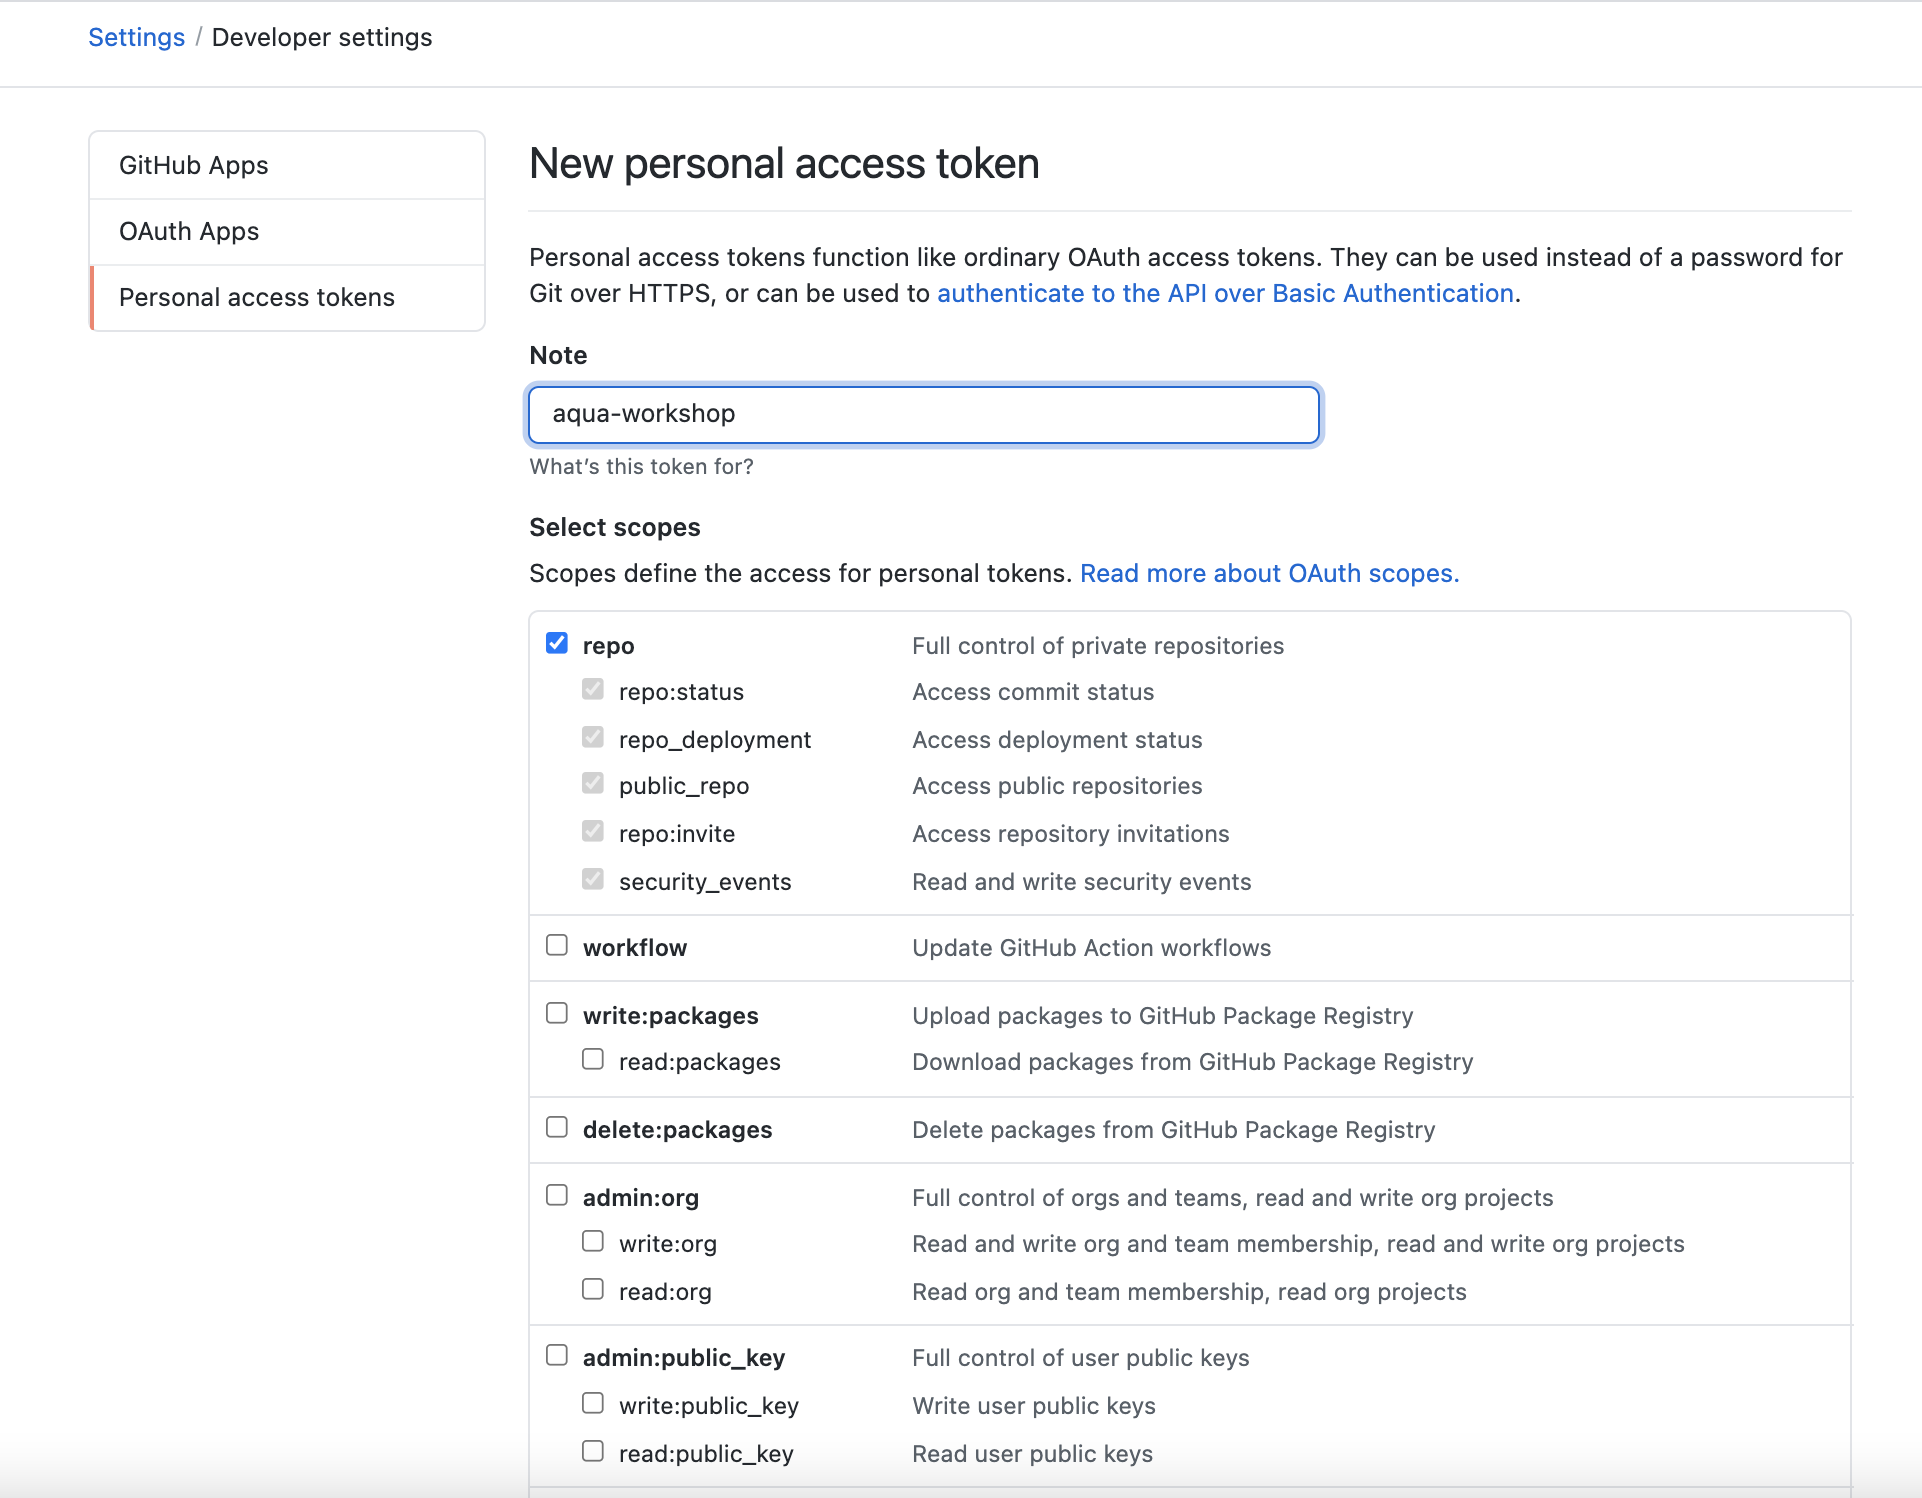 Settings / Developer settings
GitHub Apps
OAuth Apps
Personal access tokens
New personal access token
Personal access tokens function like ordinary OAuth access tokens. They can be used instead of a password for
Git over HTTPS, or can be used to authenticate to the API over Basic Authentication.
Note
aqua-workshop
What's this token for?
Select scopes
Scopes define the access for personal tokens. Read more about OAuth scopes.
repo Full control of private repositories
repo:status Access commit status
repo_deployment Access deployment status
public_repo Access public repositories
repo:invite Access repository invitations
security_events Read and write security events
workflow Update GitHub Action workflows
write:packages Upload packages to GitHub Package Registry
read:packages Download packages from GitHub Package Registry
delete:packages Delete packages from GitHub Package Registry
admin:org Full control of orgs and teams, read and write org projects
write:org Read and write org and team membership, read and write org projects
read:org Read org and team membership, read org projects
admin:public_key Full control of user public keys
write:public_key Write user public keys
read:public_key Read user public keys